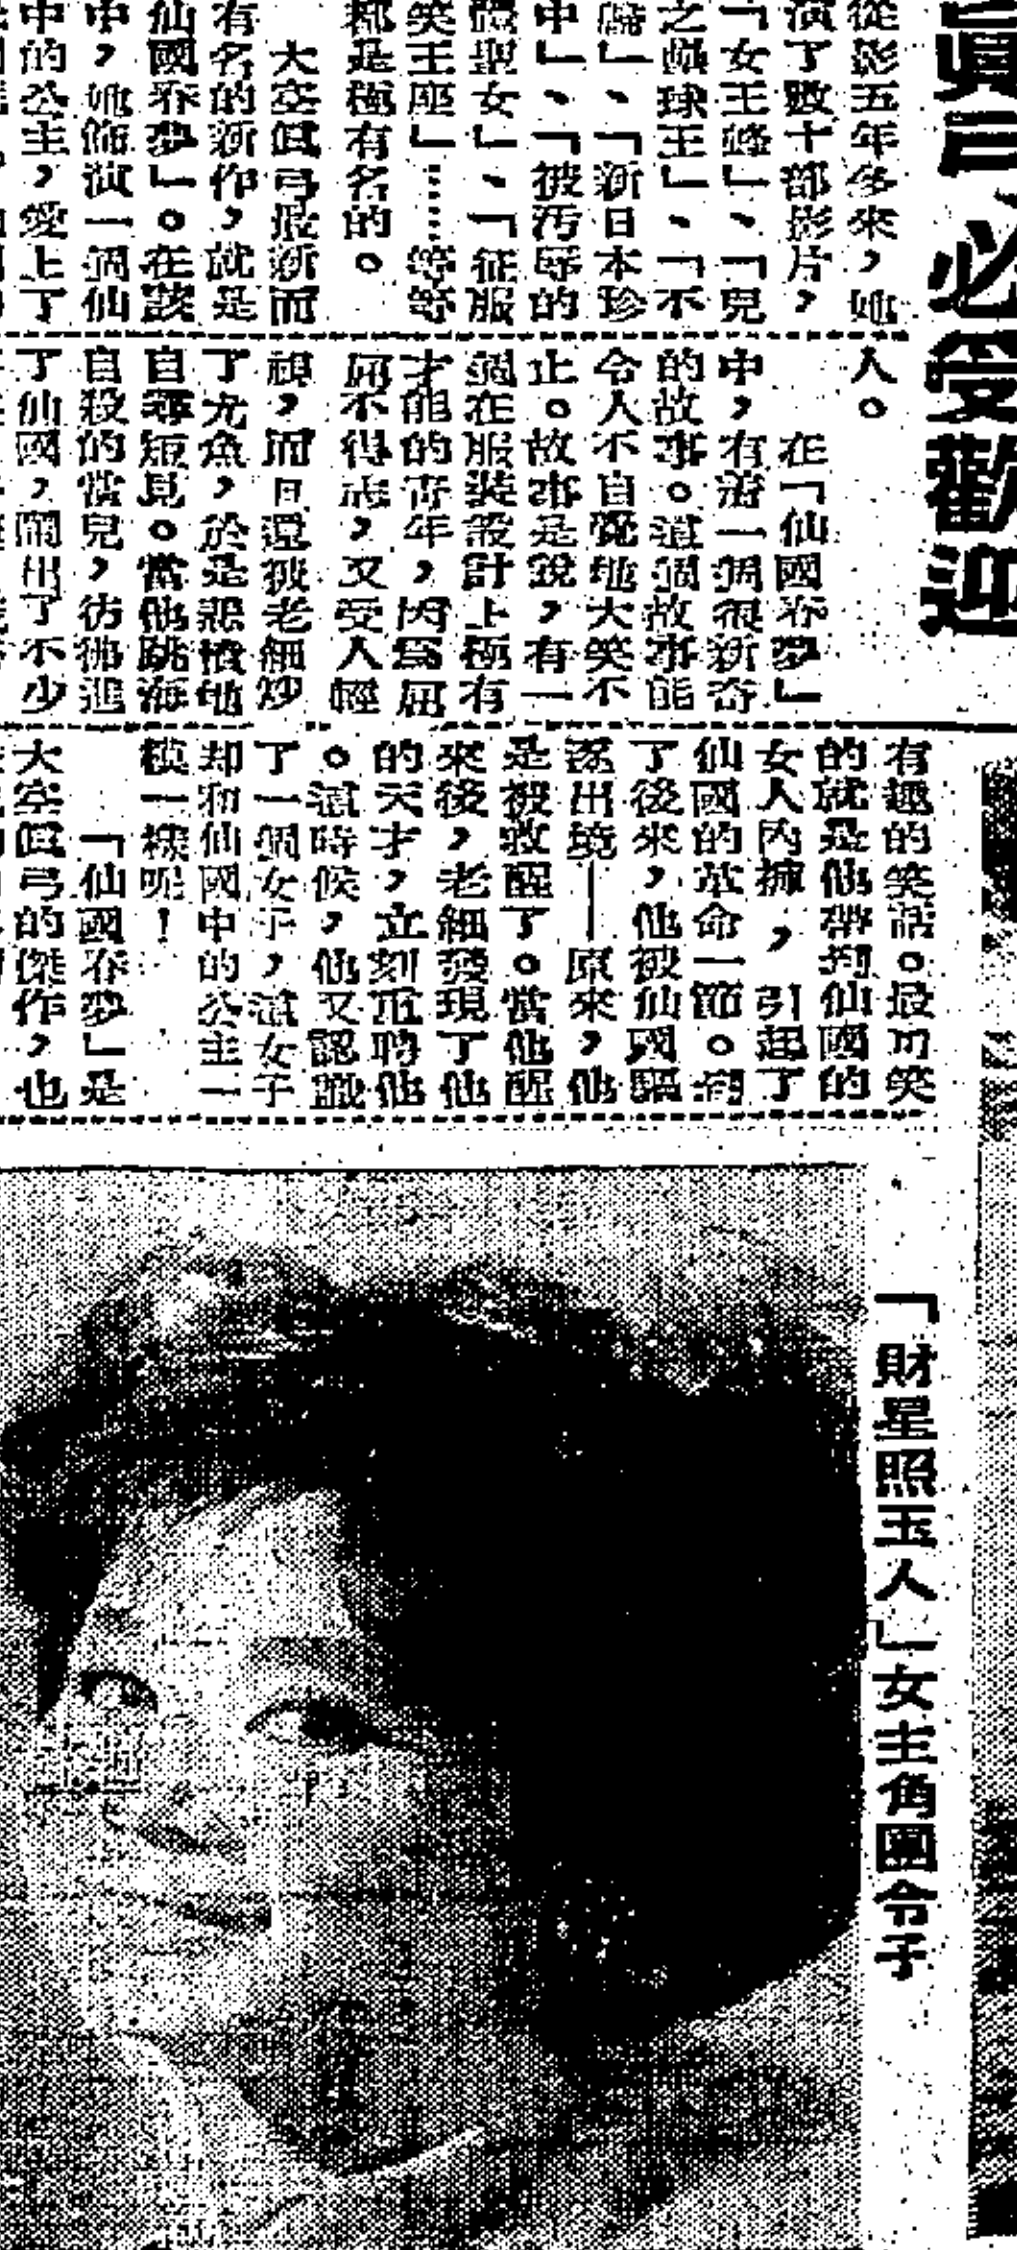 眞弓必受歡迎
從影五年多來，她
演了數十部影片，
「女王蜂」、「兒
之壘球王」、「不
「新日本珍
中」、「被汚辱的
體聖女」、「征服
笑王座」……等等
都是極有名的。
大空眞弓最新而
有名的新作，就是
仙國春夢」。在該
中，她飾演一個仙
中的公主，愛上了
人。
在「仙國春夢」
中，有着一個很新奇
的故事。這個故事能
令人不自覺地大笑不
止。故事是說，有一
個在服裝設計上極有
才能的靑年，因爲屈
屈不得志，又受人輕
視，而且還被老細炒
了尤魚，於是悲憤地
自尋短見。當他跳海
自殺的當兒，彷彿進
了仙國，鬧出了不少
有趣的笑話。最可笑
的就是他帶到仙國的
女人內褲，引起了
仙國的革命一節。到
了後來，他被仙國驅
逐出境——原來，他
是被救醒了。當他醒
來後，老細發現了他
的天才，立刻重聘他
。這時候，他又認識
了一個女子，這女子
却和仙國中的公主一
模一樣呢！
「仙國春夢」是
大空眞弓的傑作，也
「財星照玉人」女主角團令子